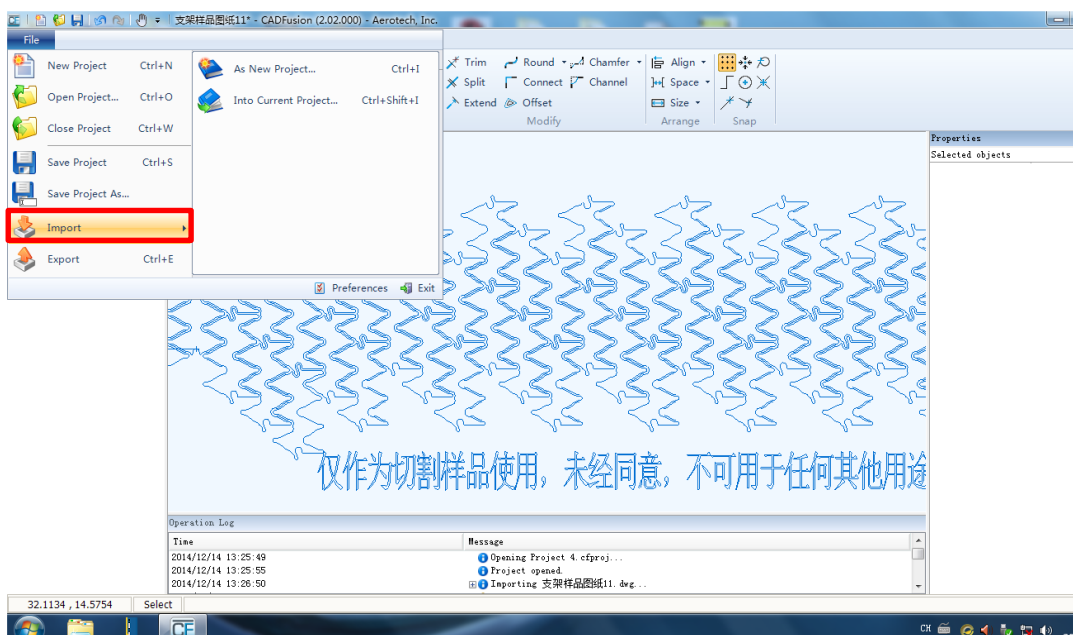 支架样品图纸11* - CADFusion (2.02.000) - Aerotech, Inc.
File
New Project Ctrl+N
Open Project... Ctrl+O
Close Project Ctrl+W
Save Project Ctrl+S
Save Project As...
Import
Export Ctrl+E
As New Project... Ctrl+I
Into Current Project... Ctrl+Shift+I
Preferences Exit
Trim Round Chamfer Align
Split Connect Channel Space
Extend Offset Size
Modify Arrange Snap
Properties
Selected objects
仅作为切割样品使用，未经同意，不可用于任何其他用途
Operation Log
Time Message
2014/12/14 13:25:49 Opening Project 4.cfproj...
2014/12/14 13:25:55 Project opened.
2014/12/14 13:26:50 Importing 支架样品图纸11.dwg...
32.1134 , 14.5754 Select
CF CH